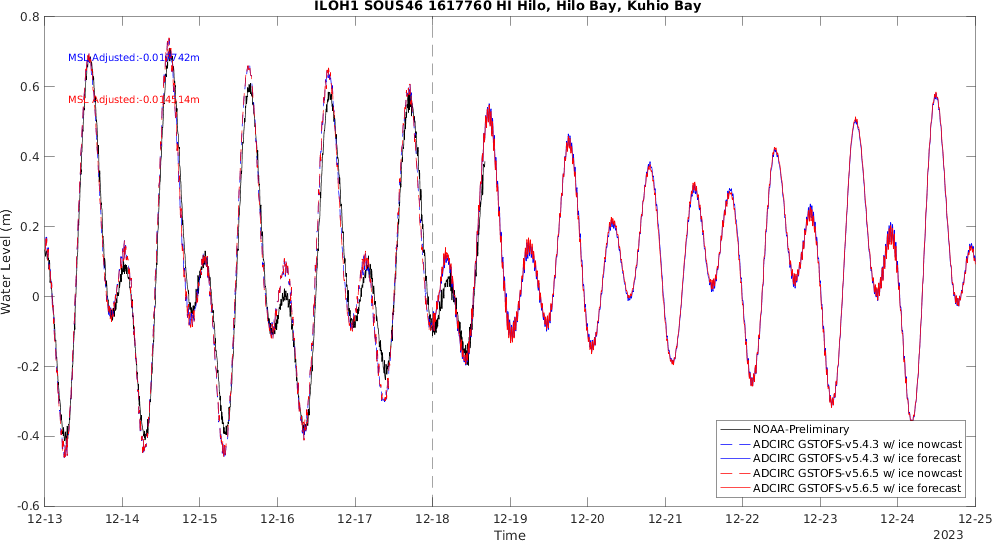 ILOH1 SOUS46 1617760 HI Hilo, Hilo Bay, Kuhio Bay
0.8
0.6
0.4
0.2
0
-0.2
-0.4
-0.6
Water Level (m)
MSL Adjusted:
MSL Adjusted:-0.014514m
NOAA-Preliminary
ADCIRC GSTOFS-v5.4.3 w/ ice nowcast
ADCIRC GSTOFS-v5.4.3 w/ ice forecast
ADCIRC GSTOFS-v5.6.5 w/ ice nowcast
ADCIRC GSTOFS-v5.6.5 w/ ice forecast
12-13 12-14 12-15 12-16 12-17 12-18 12-19 12-20 12-21 12-22 12-23 12-24 12-25
Time
2023